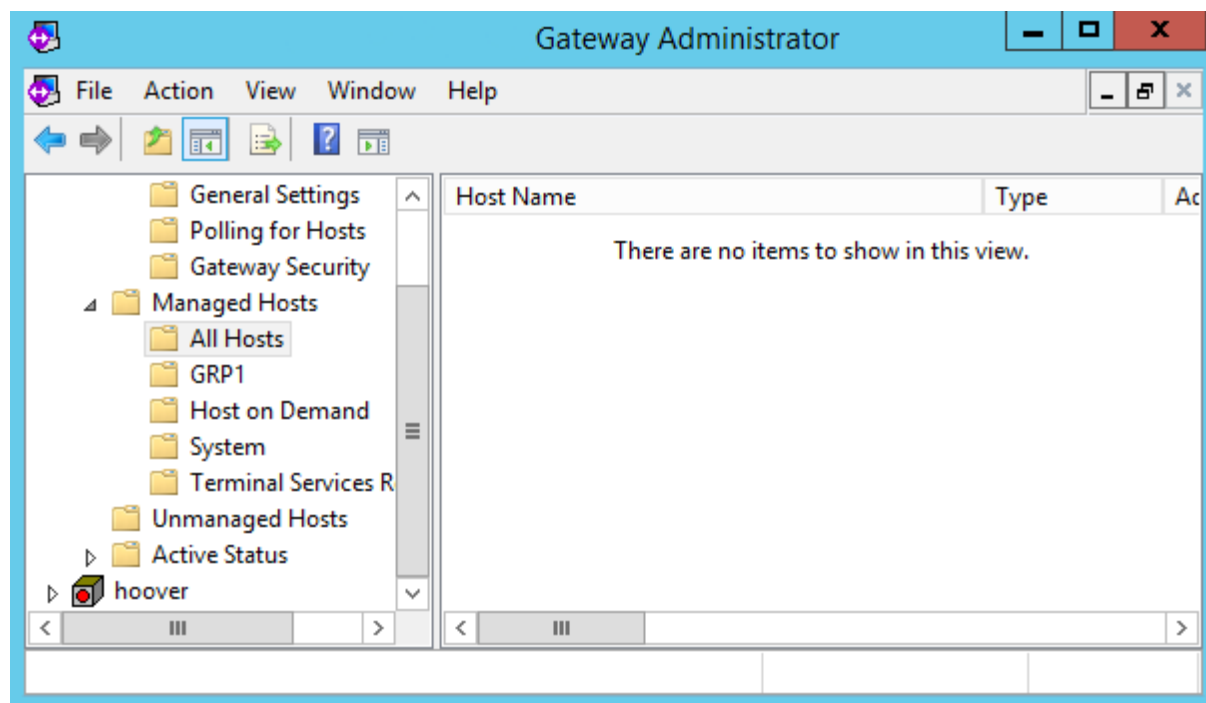 Gateway Administrator
File Action View Window Help
General Settings
Polling for Hosts
Gateway Security
Managed Hosts
All Hosts
GRP1
Host on Demand
System
Terminal Services R
Unmanaged Hosts
Active Status
hoover
Host Name Type Ac
There are no items to show in this view.